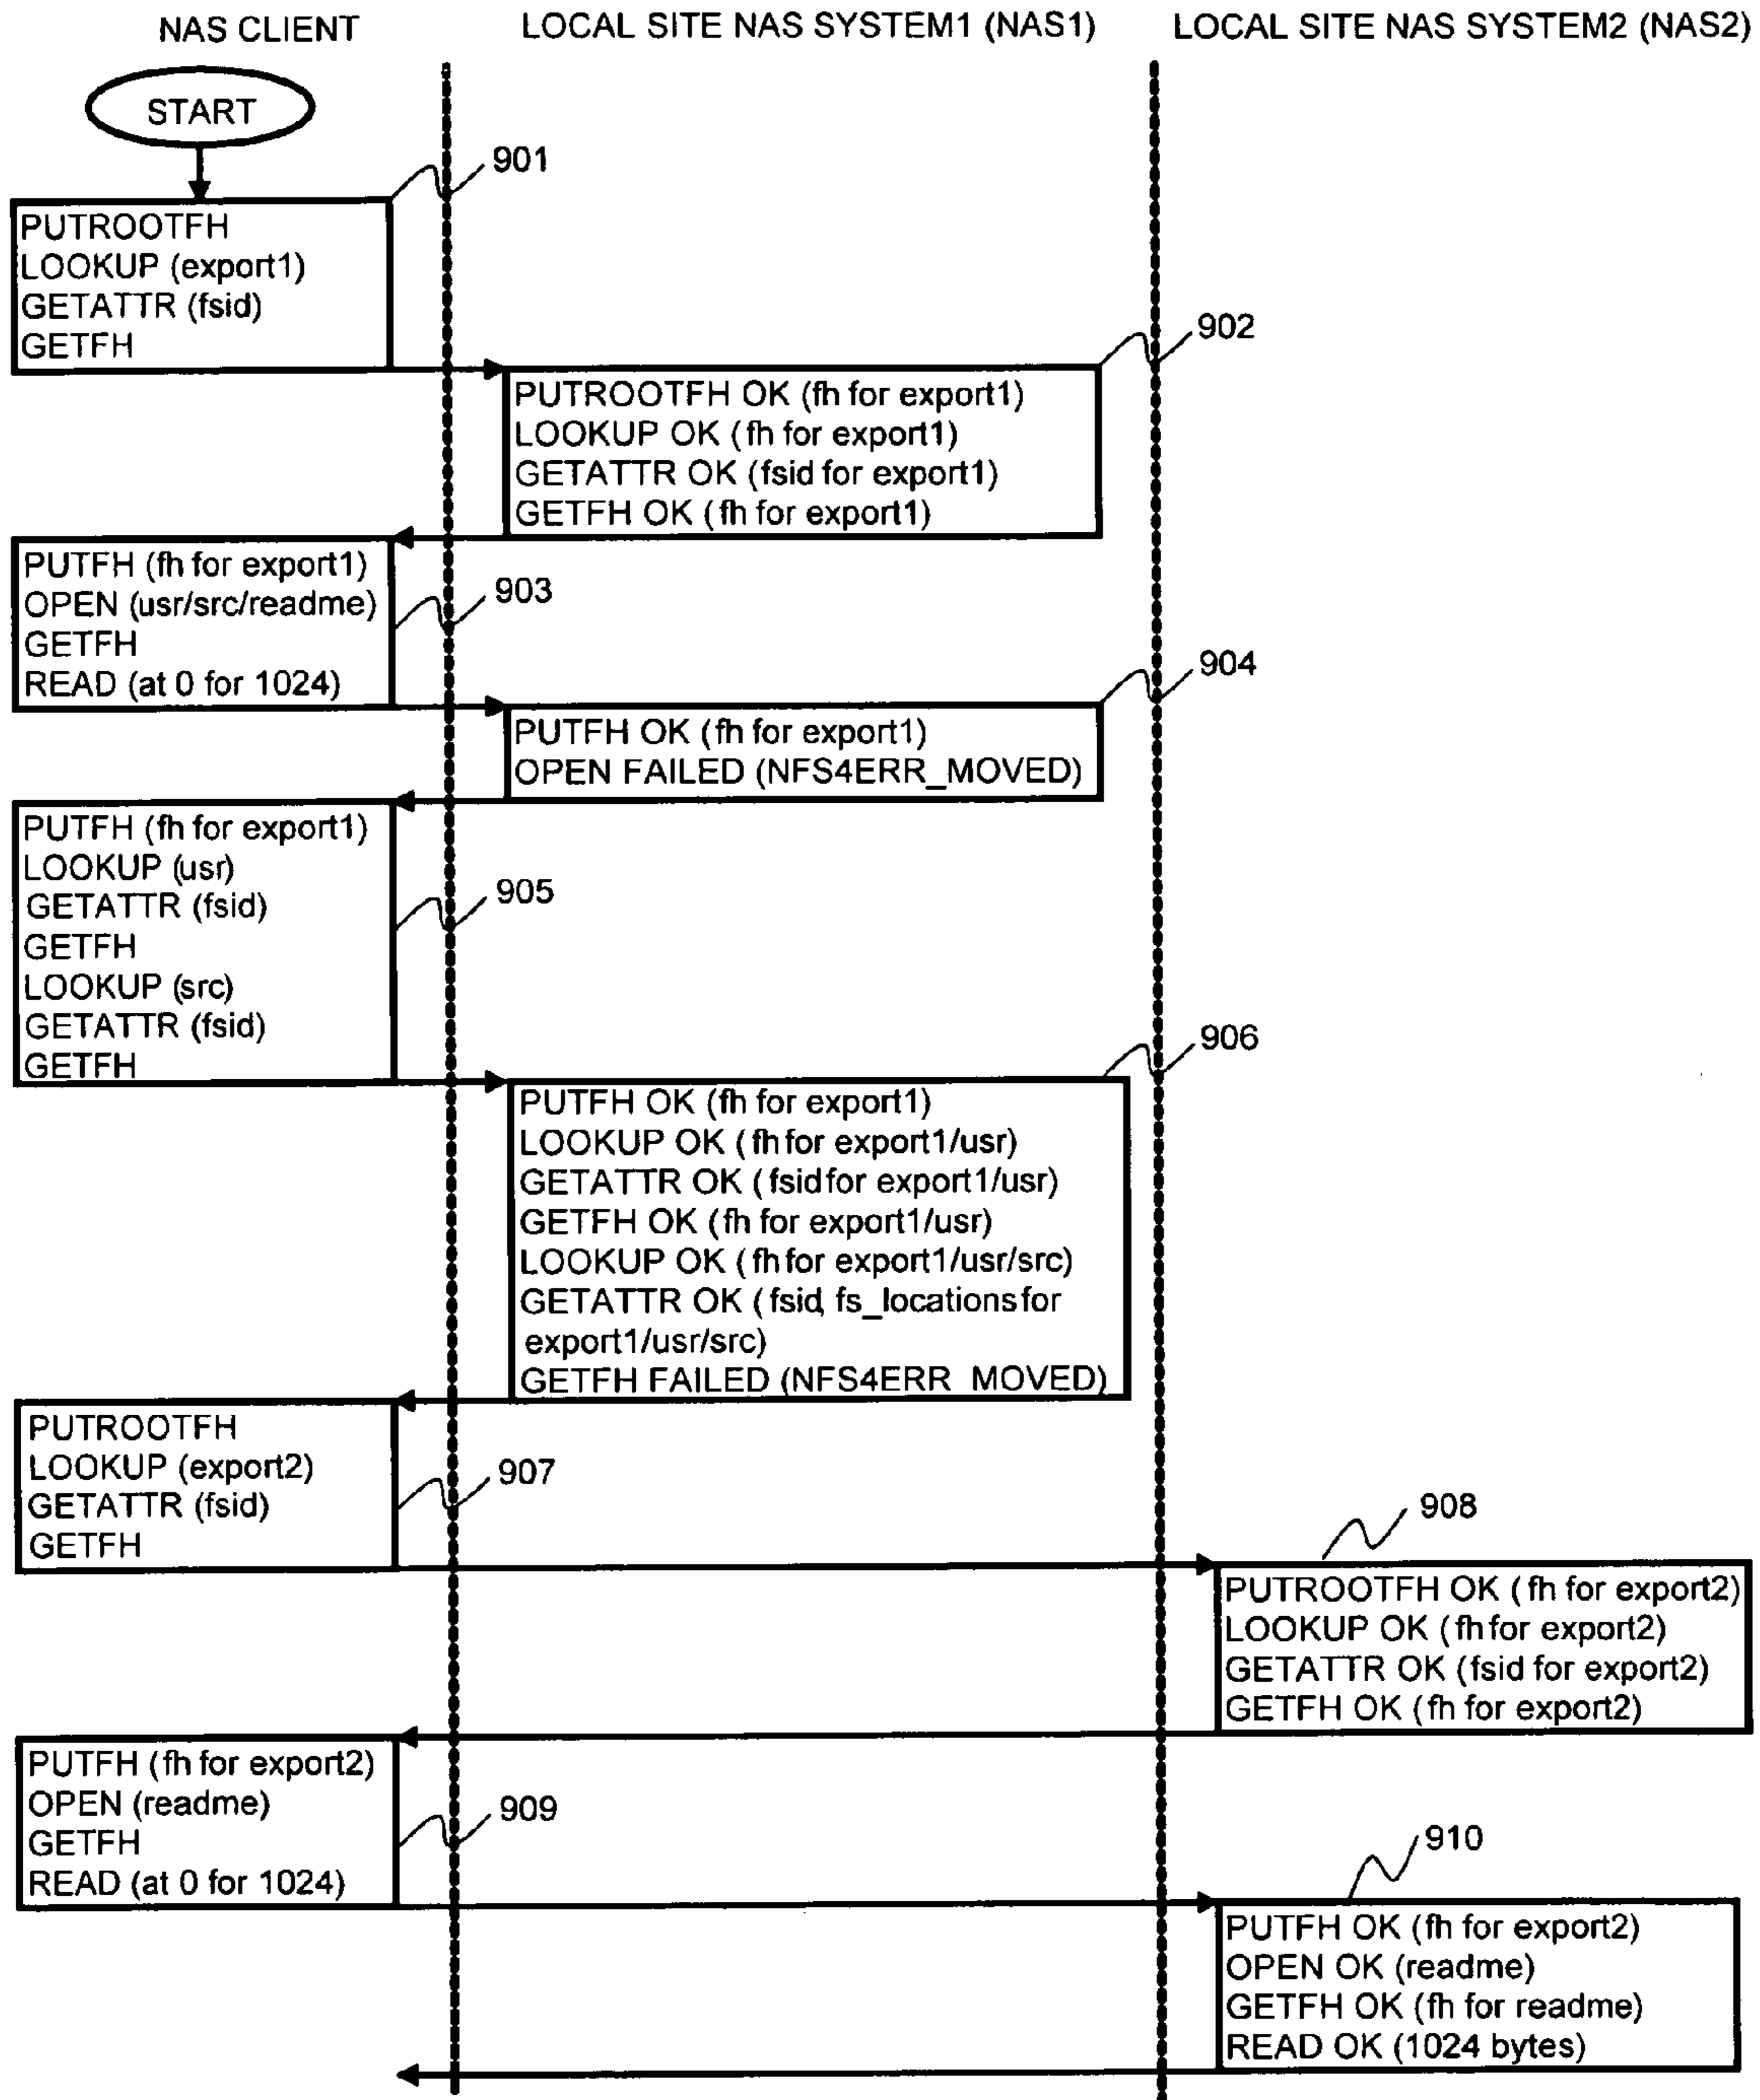 NAS CLIENT
LOCAL SITE NAS SYSTEM1 (NAS1)
LOCAL SITE NAS SYSTEM2 (NAS2)
START
901
PUTROOTFH
LOOKUP (export1)
GETATTR (fsid)
GETFH
902
PUTROOTFH OK (fh for export1)
LOOKUP OK (fh for export1)
GETATTR OK (fsid for export1)
GETFH OK (fh for export1)
PUTFH (fh for export1)
OPEN (usr/src/readme)
GETFH
READ (at 0 for 1024)
903
904
PUTFH OK (fh for export1)
OPEN FAILED (NFS4ERR_MOVED)
PUTFH (fh for export1)
LOOKUP (usr)
GETATTR (fsid)
GETFH
LOOKUP (src)
GETATTR (fsid)
GETFH
905
906
PUTFH OK (fh for export1)
LOOKUP OK (fh for export1/usr)
GETATTR OK (fsid for export1/usr)
GETFH OK (fh for export1/usr)
LOOKUP OK (fh for export1/usr/src)
GETATTR OK (fsid, fs_locations for
export1/usr/src)
GETFH FAILED (NFS4ERR_MOVED)
PUTROOTFH
LOOKUP (export2)
GETATTR (fsid)
GETFH
907
908
PUTROOTFH OK (fh for export2)
LOOKUP OK (fh for export2)
GETATTR OK (fsid for export2)
GETFH OK (fh for export2)
PUTFH (fh for export2)
OPEN (readme)
GETFH
READ (at 0 for 1024)
909
910
PUTFH OK (fh for export2)
OPEN OK (readme)
GETFH OK (fh for readme)
READ OK (1024 bytes)